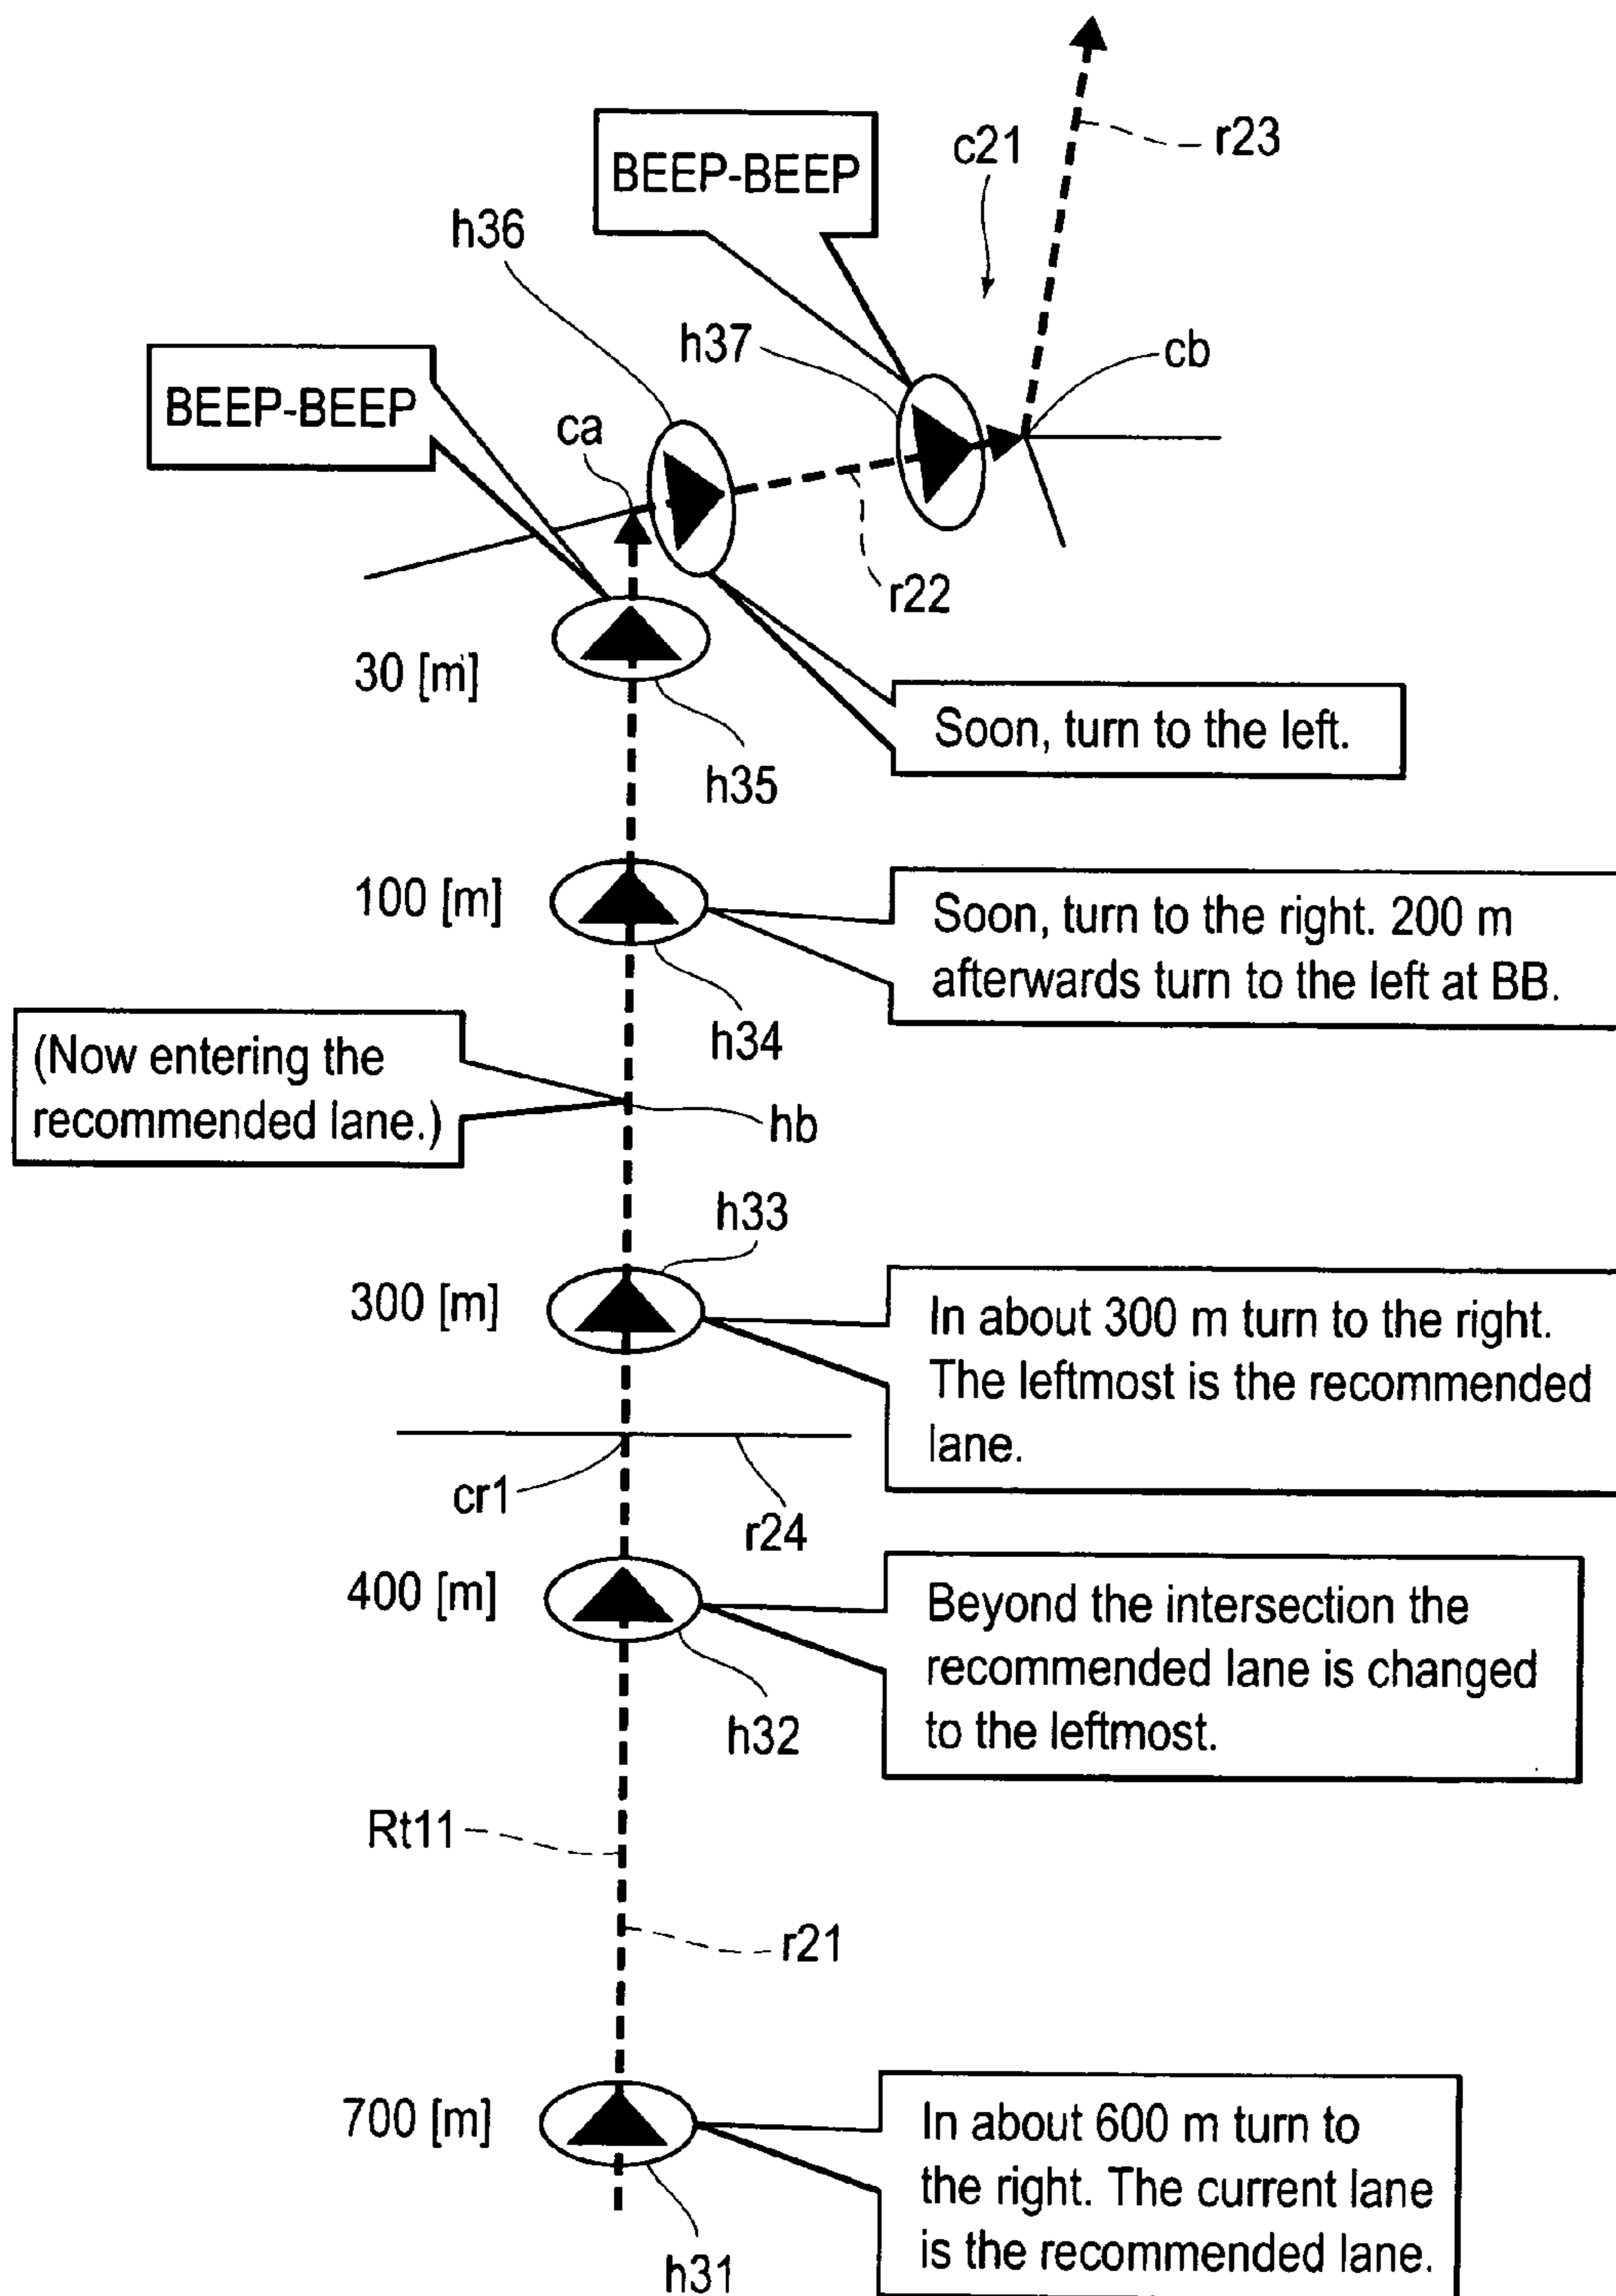 r23
c21
BEEP-BEEP
h36
h37
cb
BEEP-BEEP
ca
r22
30 [m]
Soon, turn to the left.
h35
100 [m]
Soon, turn to the right. 200 m
afterwards turn to the left at BB.
h34
(Now entering the
recommended lane.)
hb
h33
300 [m]
In about 300 m turn to the right.
The leftmost is the recommended
lane.
cr1
r24
400 [m]
Beyond the intersection the
recommended lane is changed
to the leftmost.
h32
Rt11
r21
700 [m]
In about 600 m turn to
the right. The current lane
is the recommended lane.
h31